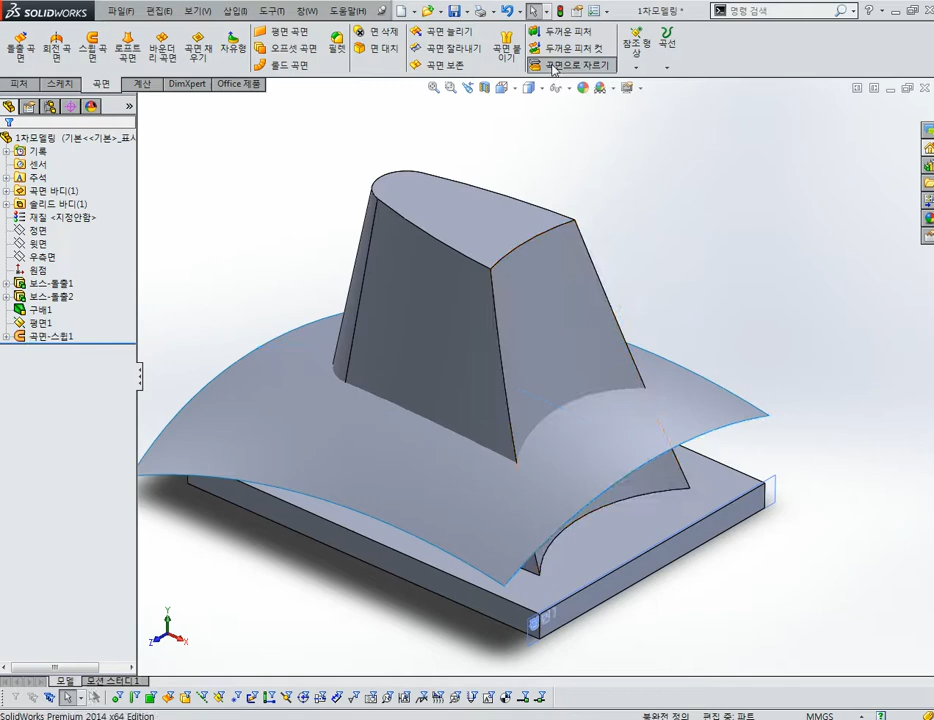 SOLIDWORKS 파일(F) 편집(E) 보기(V) 삽입(I) 도구(T) 창(W) 도움말(H) 1차모델링 * 명령 검색
돌출 곡면 회전 곡면 스윕 곡면 로프트 곡면 바운더리 곡면 곡면 채우기 자유형
평면 곡면
오프셋 곡면
룰드 곡면
필렛
면 삭제
면 대치
곡면 늘리기
곡면 잘라내기
곡면 보존
곡면 붙이기
두꺼운 피처
두꺼운 피처 컷
곡면으로 자르기
참조 형상 곡선
피처 스케치 곡면 계산 DimXpert Office 제품
1차모델링 (기본<<기본>_표시
기록
센서
주석
곡면 바디(1)
솔리드 바디(1)
재질 <지정안함>
정면
윗면
우측면
원점
보스-돌출1
보스-돌출2
구배1
평면1
곡면-스윕1
Y
Z X
모델 모션 스터디 1
SolidWorks Premium 2014 x64 Edition 불완전 정의 편집 중: 파트 MMGS